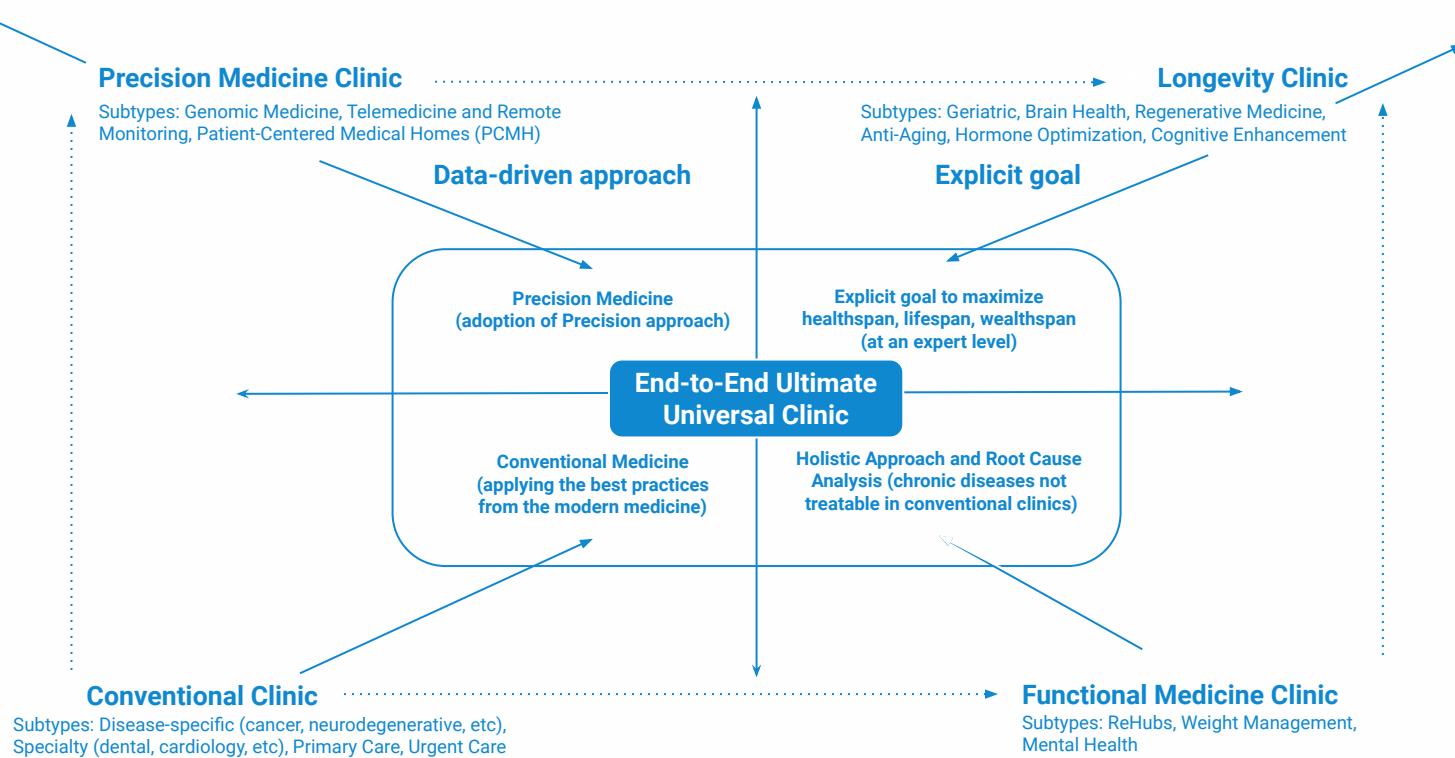 Precision Medicine Clinic
Subtypes: Genomic Medicine, Telemedicine and Remote
Monitoring, Patient-Centered Medical Homes (PCMH)
Longevity Clinic
Subtypes: Geriatric, Brain Health, Regenerative Medicine,
Anti-Aging, Hormone Optimization, Cognitive Enhancement
Data-driven approach
Explicit goal
Precision Medicine
(adoption of Precision approach)
Explicit goal to maximize
healthspan, lifespan, wealthspan
(at an expert level)
End-to-End Ultimate
Universal Clinic
Conventional Medicine
(applying the best practices
from the modern medicine)
Holistic Approach and Root Cause
Analysis (chronic diseases not
treatable in conventional clinics)
Conventional Clinic
Subtypes: Disease-specific (cancer, neurodegenerative, etc),
Specialty (dental, cardiology, etc), Primary Care, Urgent Care
Functional Medicine Clinic
Subtypes: ReHubs, Weight Management,
Mental Health